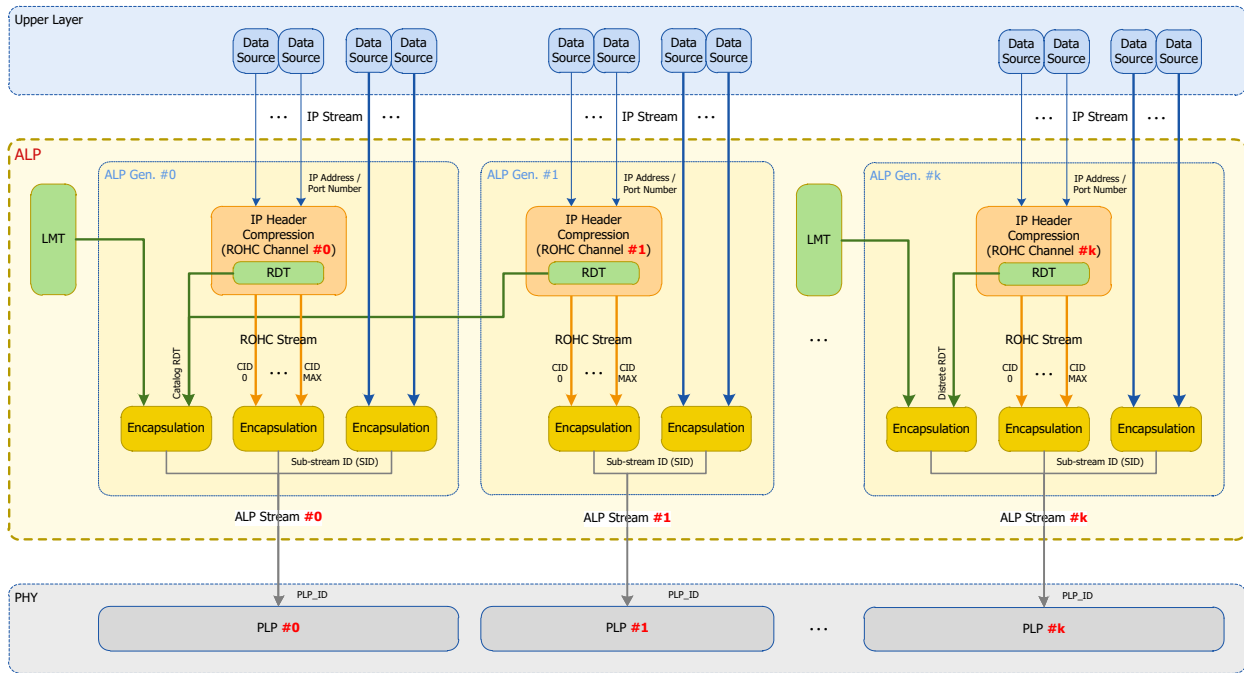 Upper Layer
Data
Source
Data
Source
Data
Source
Data
Source
Data
Source
Data
Source
Data
Source
Data
Source
Data
Source
Data
Source
Data
Source
Data
Source
... IP Stream ...
... IP Stream ...
... IP Stream ...
ALP
ALP Gen. #0
IP Address /
Port Number
LMT
IP Header
Compression
(ROHC Channel #0)
RDT
ROHC Stream
Catalog RDT
CID
0
...
CID
MAX
Encapsulation
Encapsulation
Encapsulation
Sub-stream ID (SID)
ALP Stream #0
ALP Gen. #1
IP Address /
Port Number
IP Header
Compression
(ROHC Channel #1)
RDT
ROHC Stream
CID
0
...
CID
MAX
Encapsulation
Encapsulation
Sub-stream ID (SID)
ALP Stream #1
...
LMT
ALP Gen. #k
IP Address /
Port Number
IP Header
Compression
(ROHC Channel #k)
RDT
ROHC Stream
Distrete RDT
CID
0
...
CID
MAX
Encapsulation
Encapsulation
Encapsulation
Sub-stream ID (SID)
ALP Stream #k
PHY
PLP_ID
PLP_ID
PLP_ID
PLP #0
PLP #1
...
PLP #k